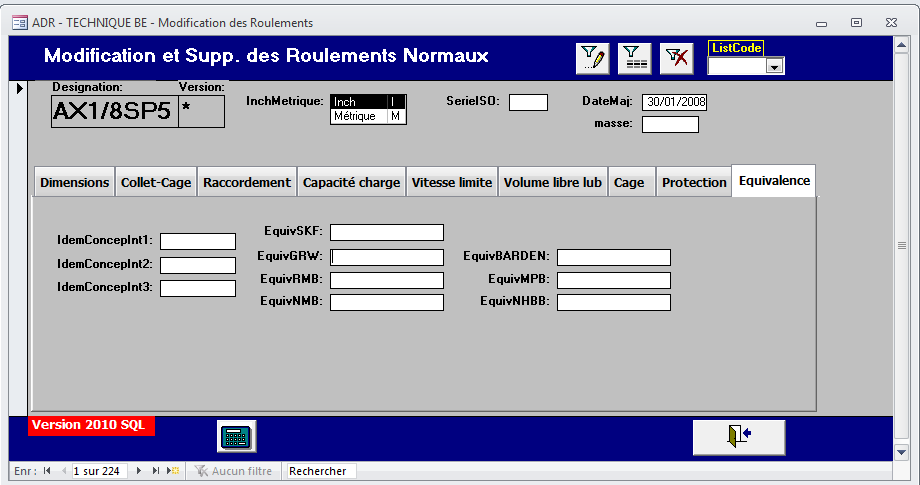 ADR - TECHNIQUE BE - Modification des Roulements
Modification et Supp. des Roulements Normaux
ListCode
Designation: Version:
AX1/8SP5 *
InchMetrique: Inch I
Métrique M
SerieISO:
DateMaj: 30/01/2008
masse:
Dimensions Collet-Cage Raccordement Capacité charge Vitesse limite Volume libre lub Cage Protection Equivalence
IdemConcepInt1:
IdemConcepInt2:
IdemConcepInt3:
EquivSKF:
EquivGRW:
EquivRMB:
EquivNMB:
EquivBARDEN:
EquivMPB:
EquivNHBB:
Version 2010 SQL
Enr : 1 sur 224 Aucun filtre Rechercher